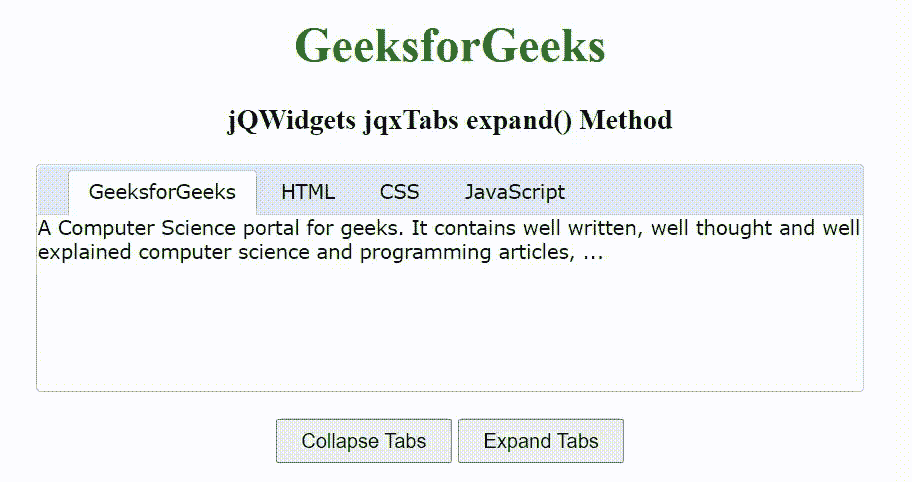 GeeksforGeeks
jQWidgets jqxTabs expand() Method
GeeksforGeeks HTML CSS JavaScript
A Computer Science portal for geeks. It contains well written, well thought and well
explained computer science and programming articles, ...
Collapse Tabs Expand Tabs